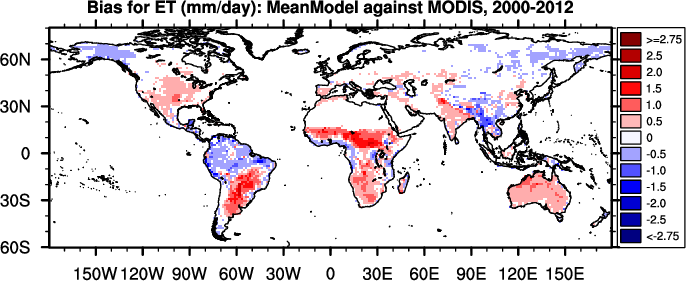 Bias for ET (mm/day): MeanModel against MODIS, 2000-2012
>=2.75
2.5
2.0
1.5
1.0
0.5
0
-0.5
-1.0
-1.5
-2.0
-2.5
<-2.75
60N
30N
0
30S
60S
150W 120W 90W 60W 30W 0 30E 60E 90E 120E 150E